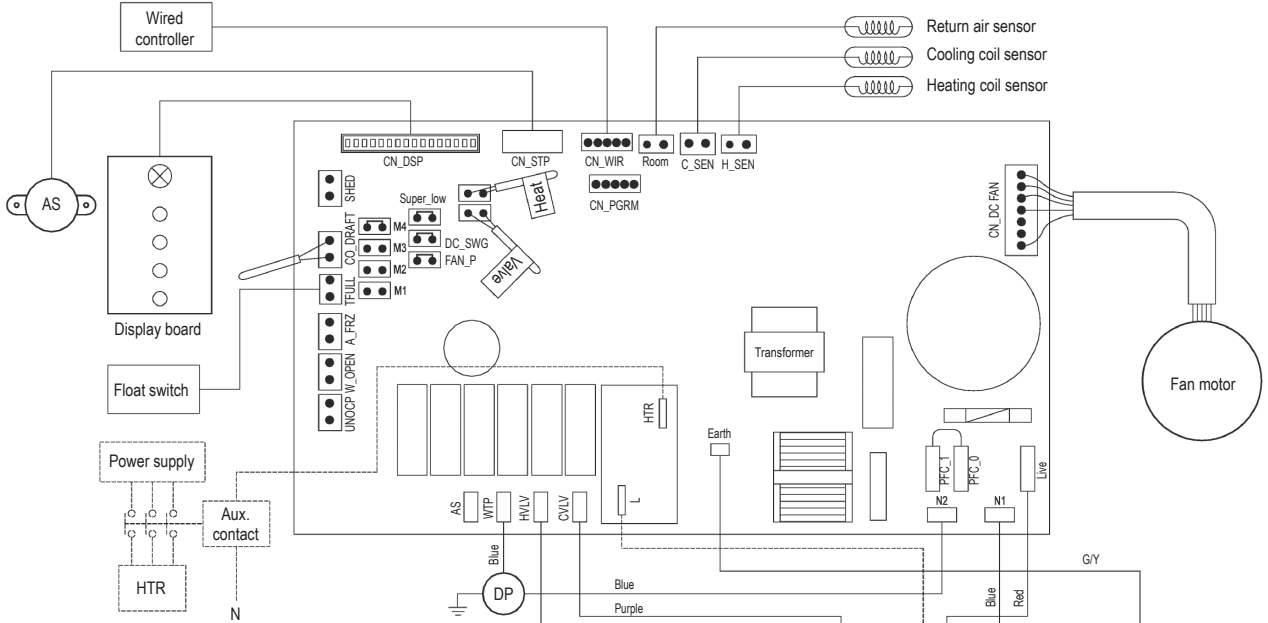 Wired
controller
Return air sensor
Cooling coil sensor
Heating coil sensor
CN_DSP
CN_STP
CN_WIR
Room
C_SEN
H_SEN
CN_PGRM
SHED
Super_low
Heat
AS
CO_DRAFT
M4
M3
M2
M1
DC_SWG
FAN_P
Valve
CN_DC FAN
TFULL
Display board
A_FRZ
W_OPEN
UNOCP
Float switch
Transformer
Fan motor
HTR
Earth
Power supply
Aux.
contact
HTR
N
AS
WTP
HVLV
CVLV
L
PFC_1
PFC_0
Live
N2
N1
Blue
DP
Blue
Purple
Blue
Red
G/Y